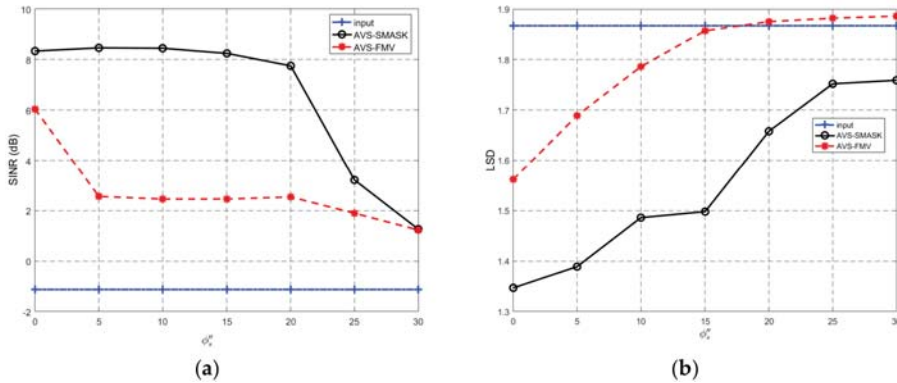 10
8
6
4
2
0
-2
SINR (dB)
input
AVS-SMASK
AVS-FMV
0 5 10 15 20 25 30
(a)
1.9
1.8
1.7
1.6
1.5
1.4
1.3
LSD
input
AVS-SMASK
AVS-FMV
0 5 10 15 20 25 30
(b)